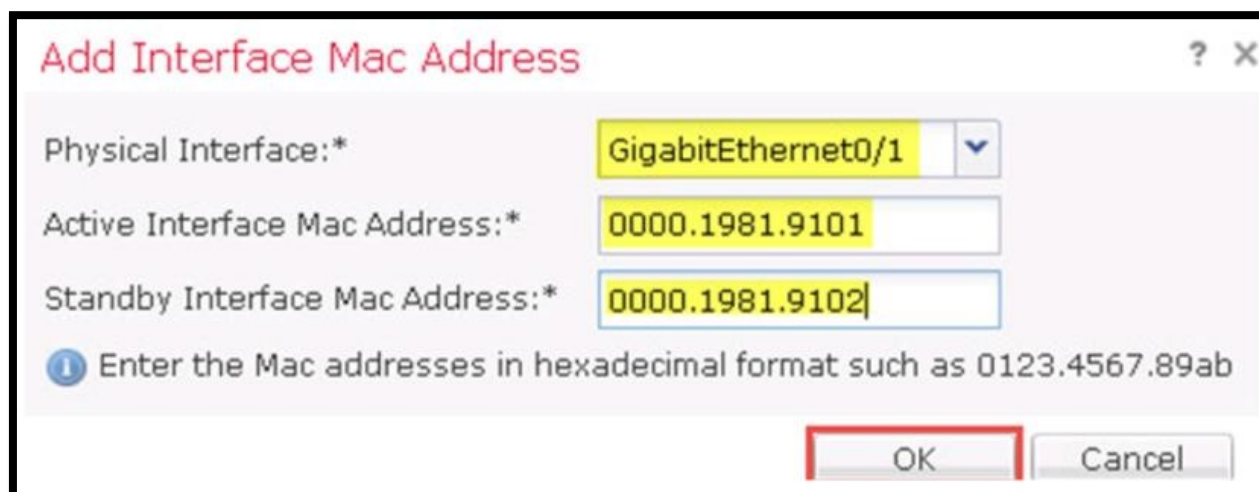 Add Interface Mac Address ? X
Physical Interface:* GigabitEthernet0/1
Active Interface Mac Address:* 0000.1981.9101
Standby Interface Mac Address:* 0000.1981.9102
Enter the Mac addresses in hexadecimal format such as 0123.4567.89ab
OK Cancel